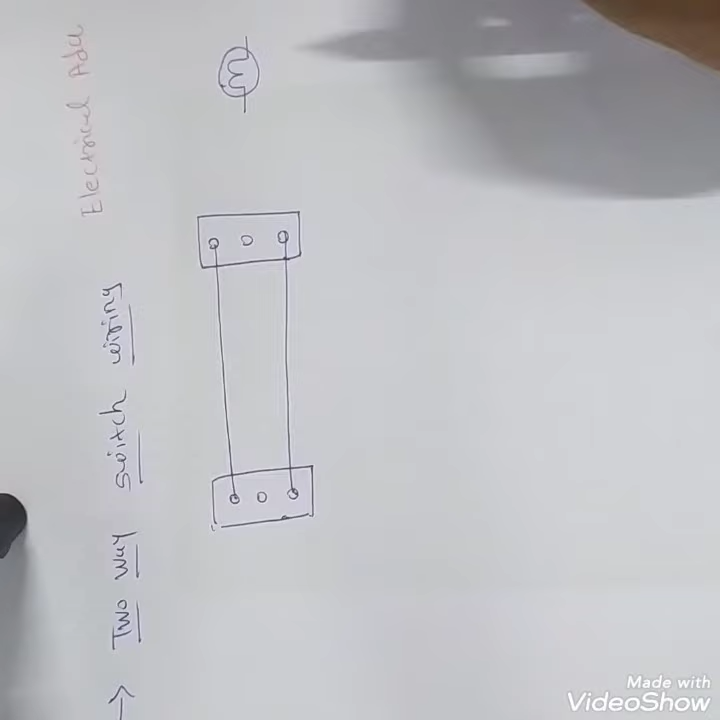 Electrical Adda
→ Two way switch wiring
m
Made with
VideoShow